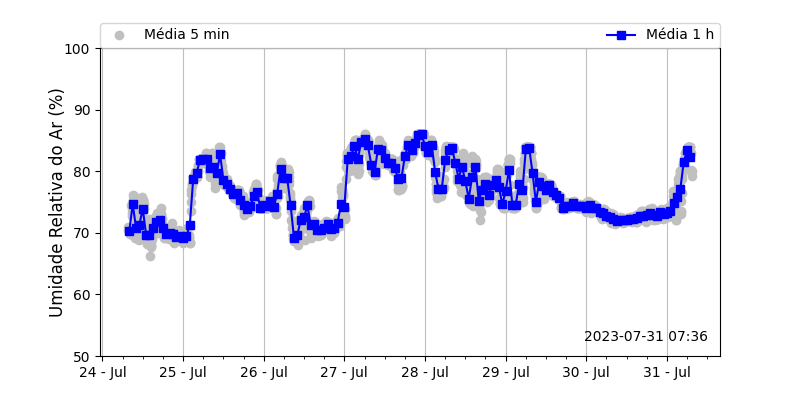 Média 5 min
Média 1 h
Umidade Relativa do Ar (%)
100
90
80
70
60
50
2023-07-31 07:36
24 - Jul
25 - Jul
26 - Jul
27 - Jul
28 - Jul
29 - Jul
30 - Jul
31 - Jul